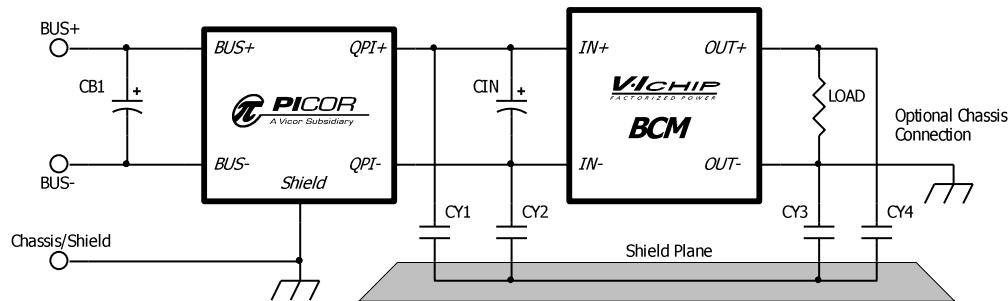 BUS+
BUS-
CB1
+
Chassis/Shield
BUS+
QPI+
π PICOR
A Vicor Subsidiary
BUS-
QPI-
Shield
CIN
+
CY1
CY2
IN+
OUT+
V·I CHIP
FACTORIZED POWER
BCM
IN-
OUT-
LOAD
Optional Chassis
Connection
CY3
CY4
Shield Plane